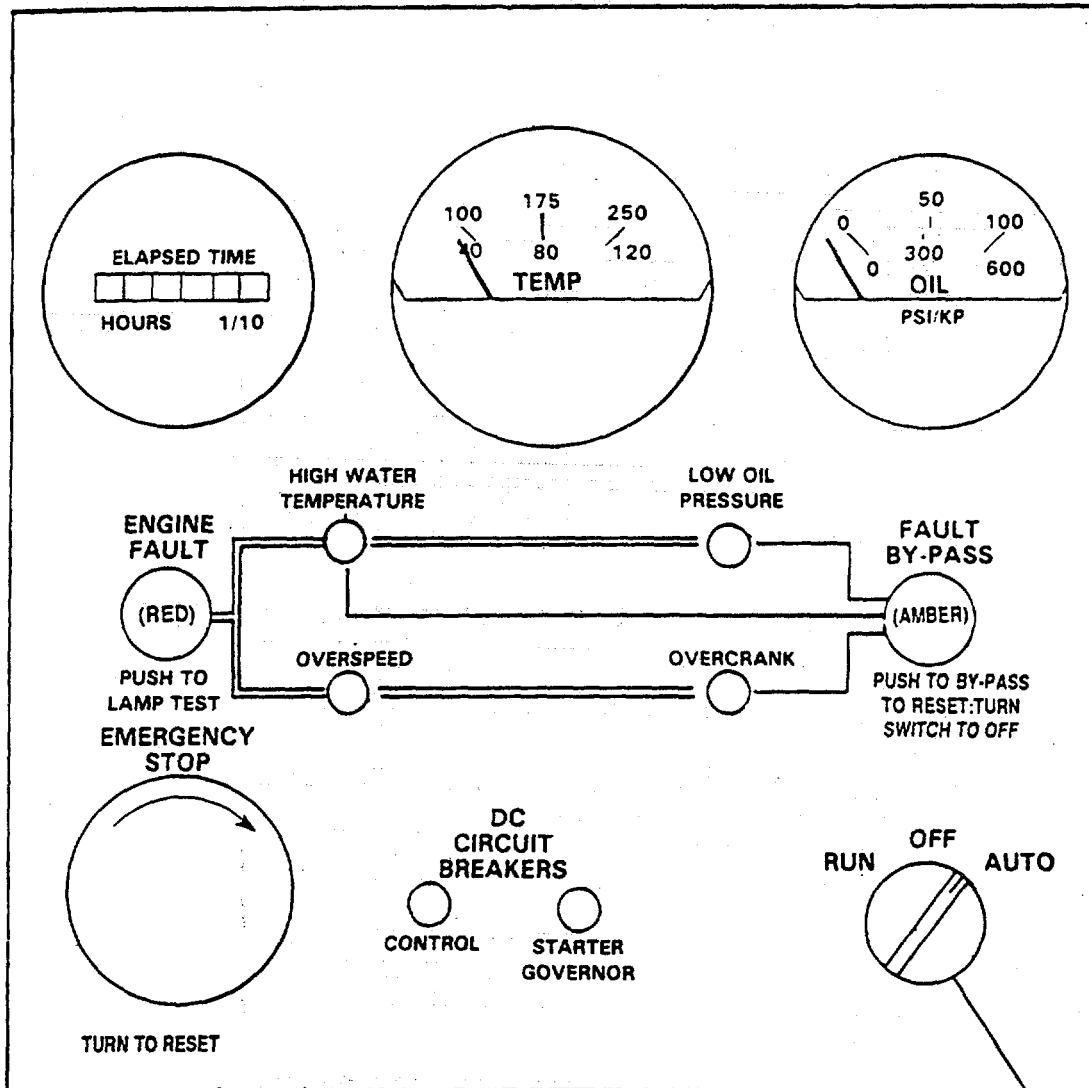 ELAPSED TIME
HOURS 1/10
100 175 250
40 80 120
TEMP
0 50 100
0 300 600
OIL
PSI/KP
HIGH WATER
TEMPERATURE
LOW OIL
PRESSURE
ENGINE
FAULT
(RED)
PUSH TO
LAMP TEST
FAULT
BY-PASS
(AMBER)
PUSH TO BY-PASS
TO RESET:TURN
SWITCH TO OFF
OVERSPEED
OVERCRANK
EMERGENCY
STOP
TURN TO RESET
DC
CIRCUIT
BREAKERS
CONTROL
STARTER
GOVERNOR
RUN OFF AUTO